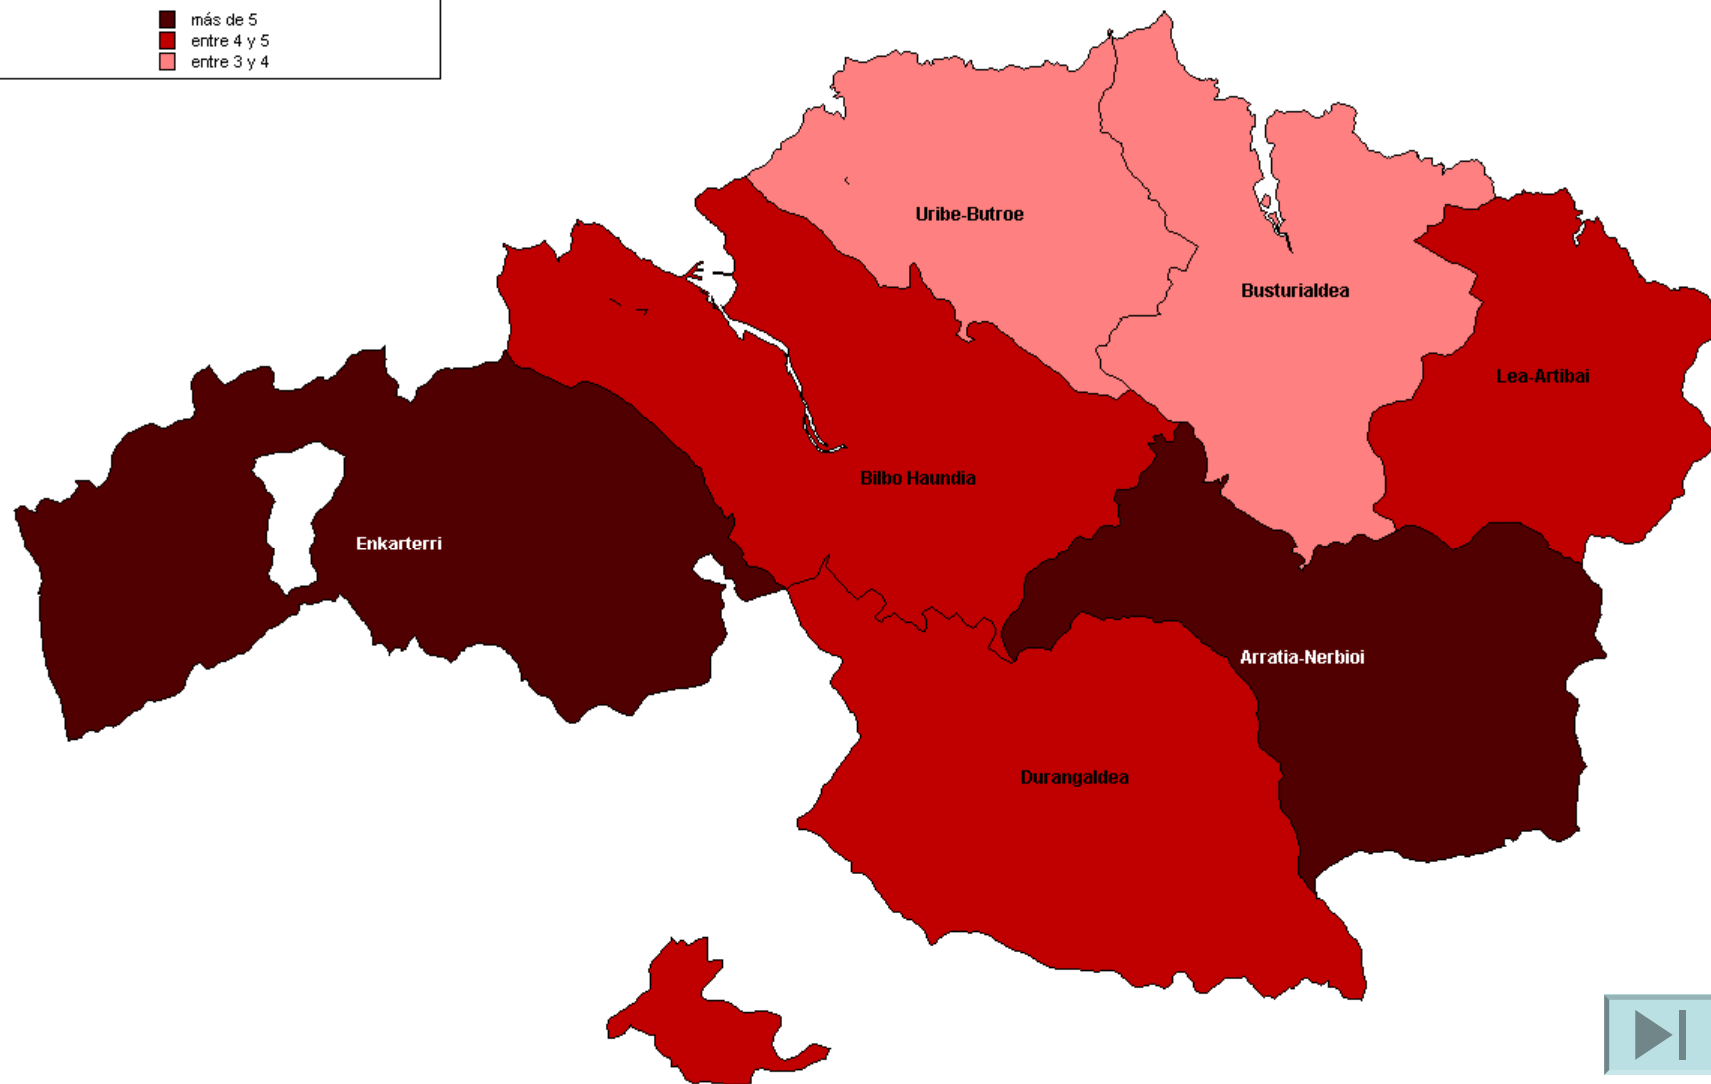 más de 5
entre 4 y 5
entre 3 y 4
Uribe-Butroe
Busturialdea
Lea-Artibai
Bilbo Haundia
Enkarterri
Arratia-Nerbioi
Durangaldea